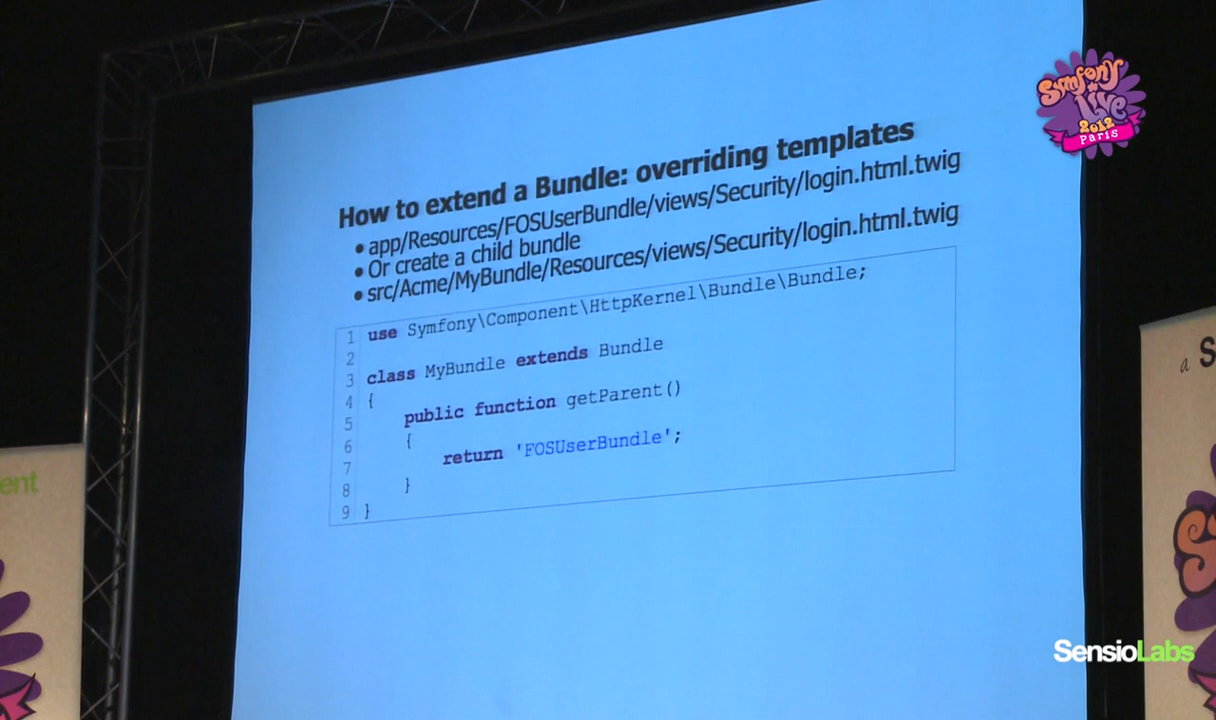 How to extend a Bundle: overriding templates
• app/Resources/FOSUserBundle/views/Security/login.html.twig
• Or create a child bundle
• src/Acme/MyBundle/Resources/views/Security/login.html.twig
1 use Symfony\Component\HttpKernel\Bundle\Bundle;
2
3 class MyBundle extends Bundle
4 {
5 public function getParent()
6 {
7 return 'FOSUserBundle';
8 }
9 }
Symfony
Live
2012
Paris
ent
a S
SensioLabs